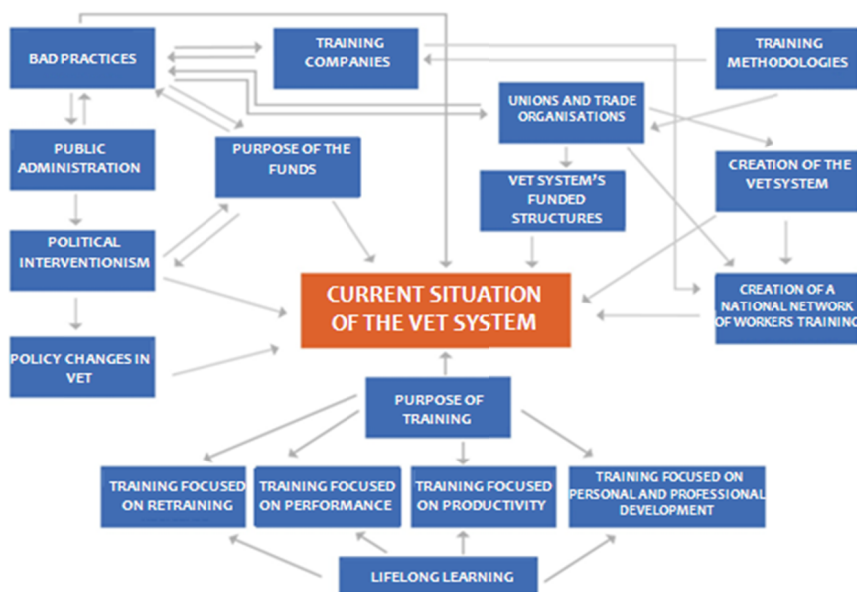 BAD PRACTICES
TRAINING
COMPANIES
TRAINING
METHODOLOGIES
UNIONS AND TRADE
ORGANISATIONS
PUBLIC
ADMINISTRATION
PURPOSE OF THE
FUNDS
CREATION OF THE
VET SYSTEM
VET SYSTEM'S
FUNDED
STRUCTURES
POLITICAL
INTERVENTIONISM
CURRENT SITUATION
OF THE VET SYSTEM
CREATION OF A
NATIONAL NETWORK
OF WORKERS TRAINING
POLICY CHANGES IN
VET
PURPOSE OF
TRAINING
TRAINING FOCUSED
ON RETRAINING
TRAINING FOCUSED
ON PERFORMANCE
TRAINING FOCUSED
ON PRODUCTIVITY
TRAINING FOCUSED ON
PERSONAL AND PROFESSIONAL
DEVELOPMENT
LIFELONG LEARNING